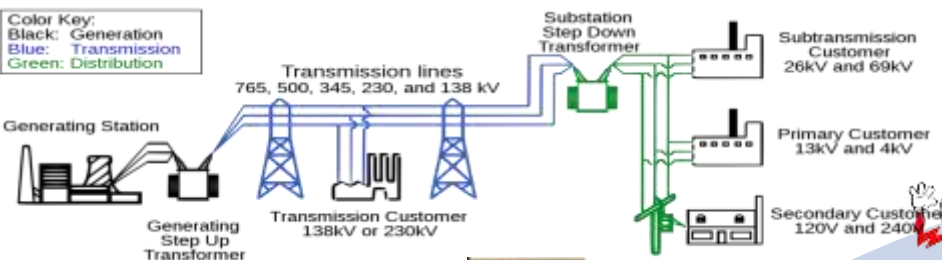 Color Key:
Black: Generation
Blue: Transmission
Green: Distribution
Substation
Step Down
Transformer
Subtransmission
Customer
26kV and 69kV
Transmission lines
765, 500, 345, 230, and 138 kV
Generating Station
Primary Customer
13kV and 4kV
Generating
Step Up
Transformer
Transmission Customer
138kV or 230kV
Secondary Customer
120V and 240V